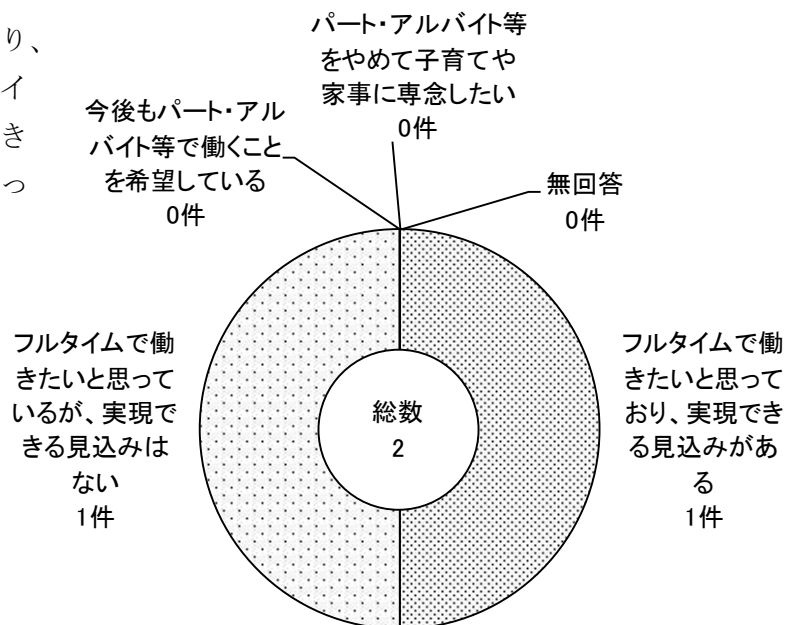 り、
イ
き
っ
パート・アルバイト等
をやめて子育てや
家事に専念したい
0件
今後もパート・アル
バイト等で働くこと
を希望している
0件
無回答
0件
フルタイムで働
きたいと思って
いるが、実現で
きる見込みは
ない
1件
総数
2
フルタイムで働
きたいと思って
おり、実現でき
る見込みがあ
る
1件